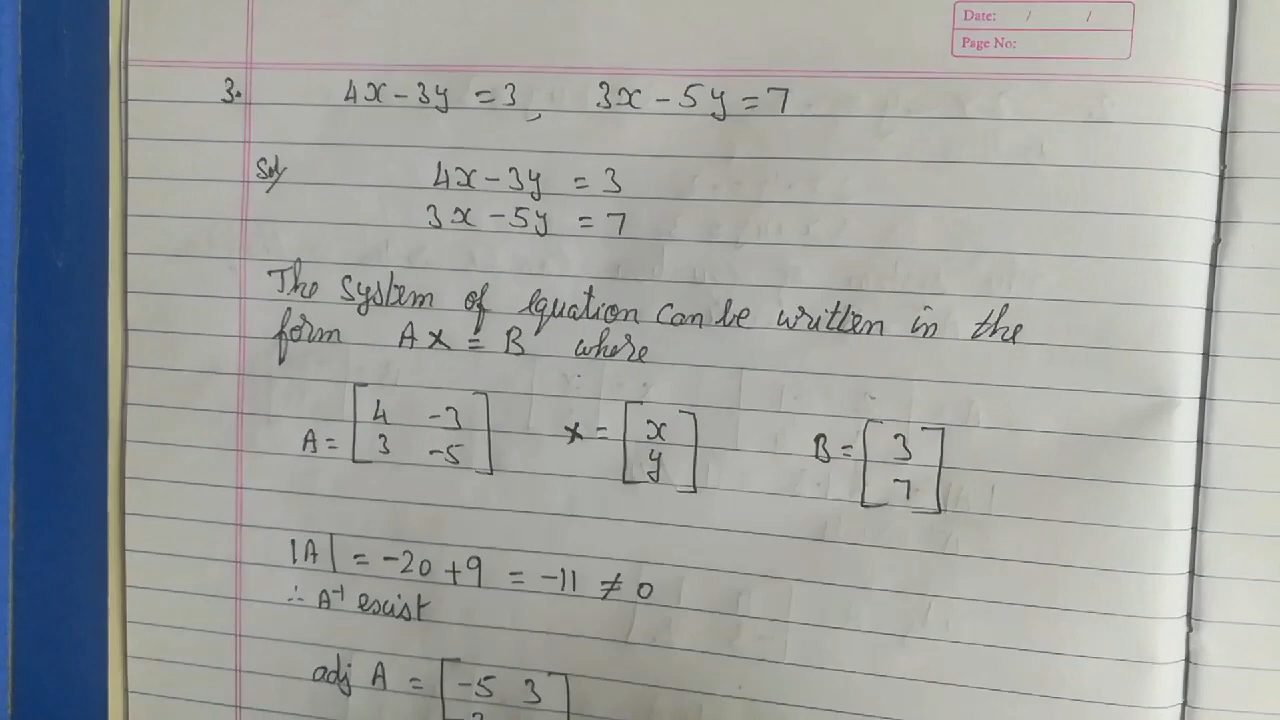 Date: / /
Page No:
3. 4x - 3y = 3, 3x - 5y = 7
Sol/ 4x - 3y = 3
3x - 5y = 7
The system of equation can be written in the
form Ax = B where
A = [4 -3; 3 -5] x = [x; y] B = [3; 7]
|A| = -20 + 9 = -11 ≠ 0
∴ A⁻¹ excist
adj A = [-5 3